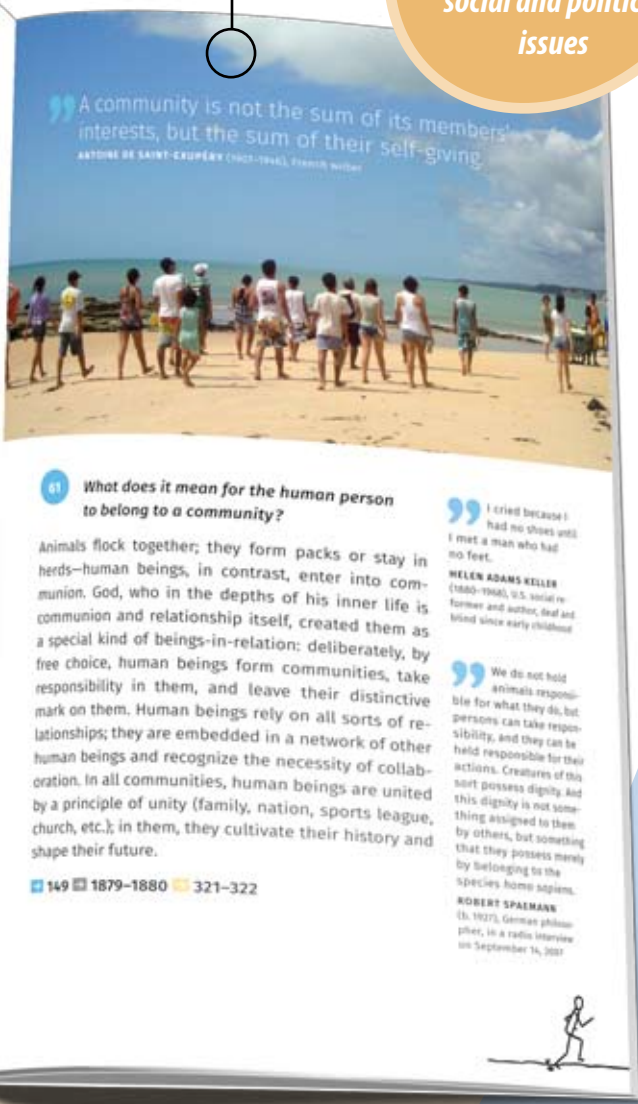 social and politic
issues
” A community is not the sum of its members’
interests, but the sum of their self-giving.
ANTOINE DE SAINT-EXUPÉRY (1900–1944), French writer
61 What does it mean for the human person
to belong to a community?
Animals flock together; they form packs or stay in
herds—human beings, in contrast, enter into com-
munion. God, who in the depths of his inner life is
communion and relationship itself, created them as
a special kind of beings-in-relation: deliberately, by
free choice, human beings form communities, take
responsibility in them, and leave their distinctive
mark on them. Human beings rely on all sorts of re-
lationships; they are embedded in a network of other
human beings and recognize the necessity of collab-
oration. In all communities, human beings are united
by a principle of unity (family, nation, sports league,
church, etc.); in them, they cultivate their history and
shape their future.
149 1879–1880 321–322
” I cried because I
had no shoes until
I met a man who had
no feet.
HELEN ADAMS KELLER
(1880–1968), U.S. social re-
former and author, deaf and
blind since early childhood
” We do not hold
animals responsi-
ble for what they do, but
persons can take respon-
sibility, and they can be
held responsible for their
actions. Creatures of this
sort possess dignity. And
this dignity is not some-
thing assigned to them
by others, but something
that they possess merely
by belonging to the
species homo sapiens.
ROBERT SPAEMANN
(b. 1927), German philoso-
pher, in a radio interview
on September 14, 2007